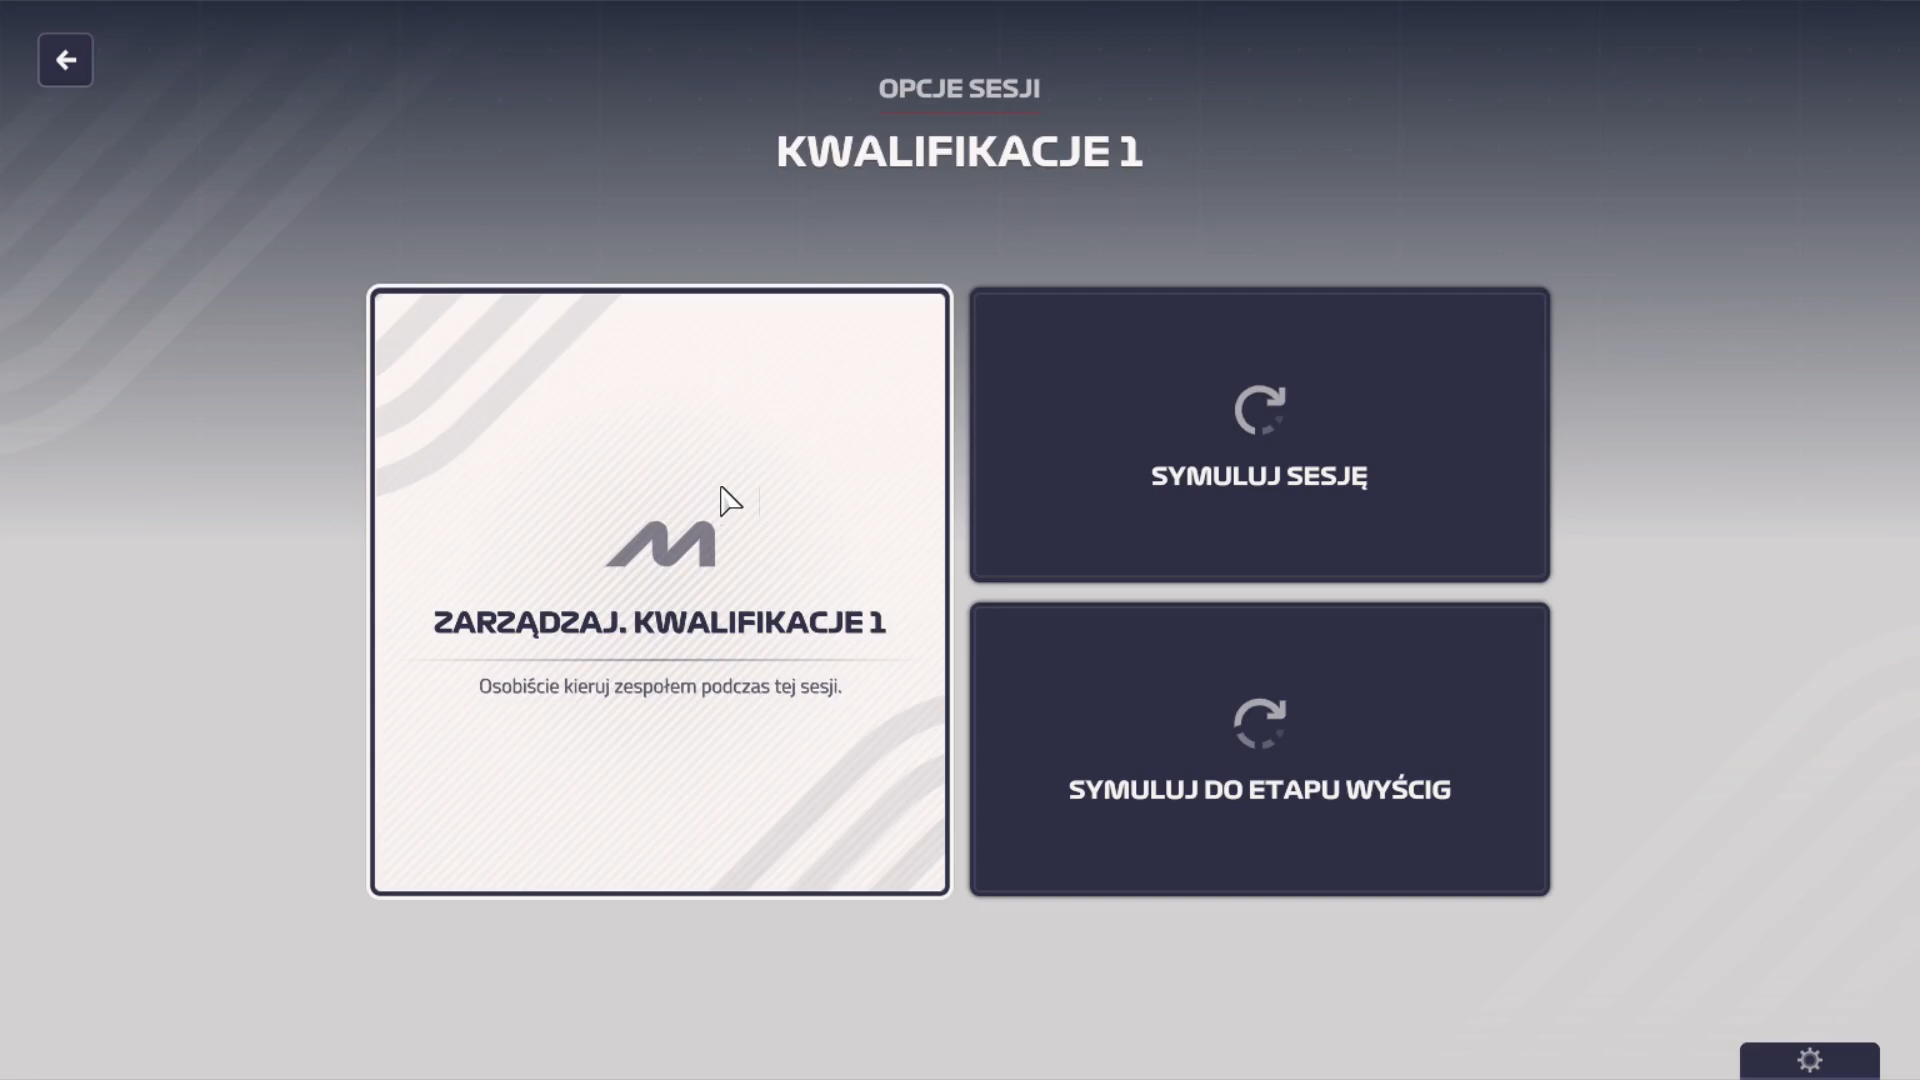 OPCJE SESJI
KWALIFIKACJE 1
ZARZĄDZAJ. KWALIFIKACJE 1
Osobiście kieruj zespołem podczas tej sesji.
SYMULUJ SESJĘ
SYMULUJ DO ETAPU WYŚCIG